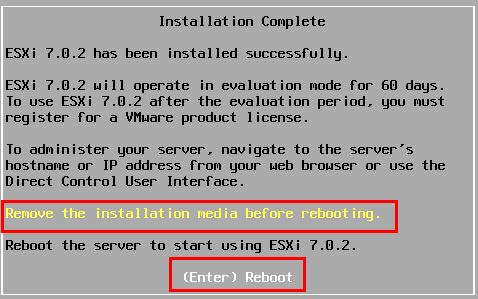 Installation Complete
ESXi 7.0.2 has been installed successfully.
ESXi 7.0.2 will operate in evaluation mode for 60 days.
To use ESXi 7.0.2 after the evaluation period, you must
register for a VMware product license.
To administer your server, navigate to the server's
hostname or IP address from your web browser or use the
Direct Control User Interface.
Remove the installation media before rebooting.
Reboot the server to start using ESXi 7.0.2.
(Enter) Reboot